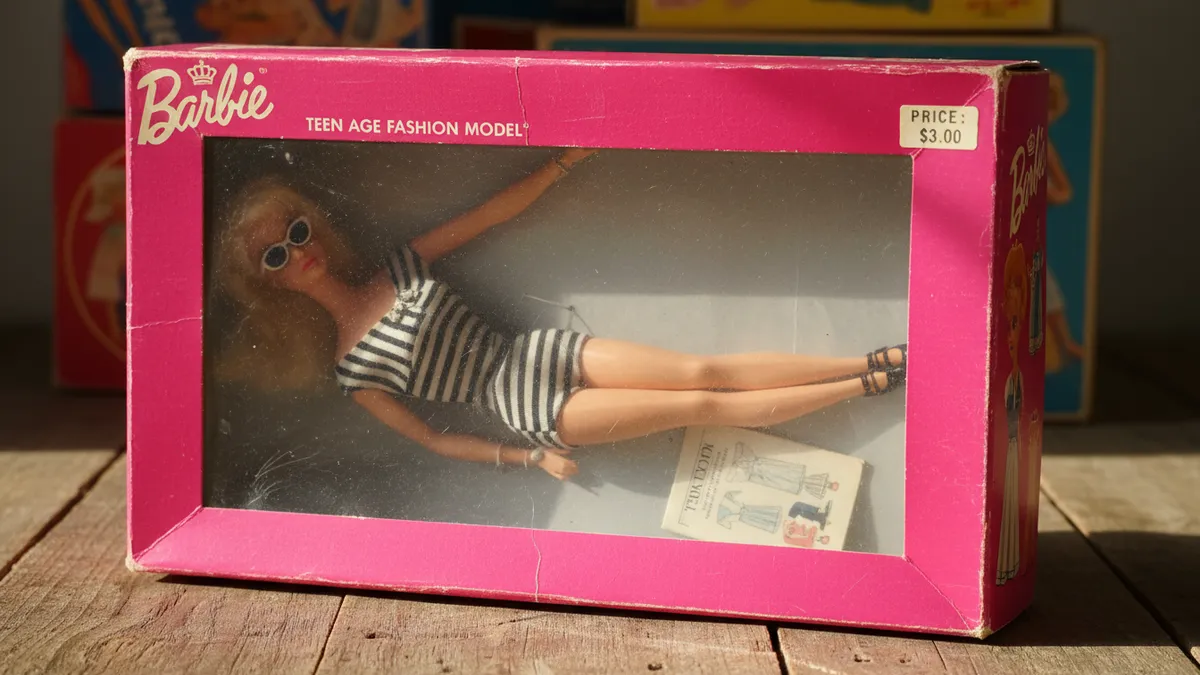 Barbie
TEEN AGE FASHION MODEL
PRICE:
$3.00
Barbie